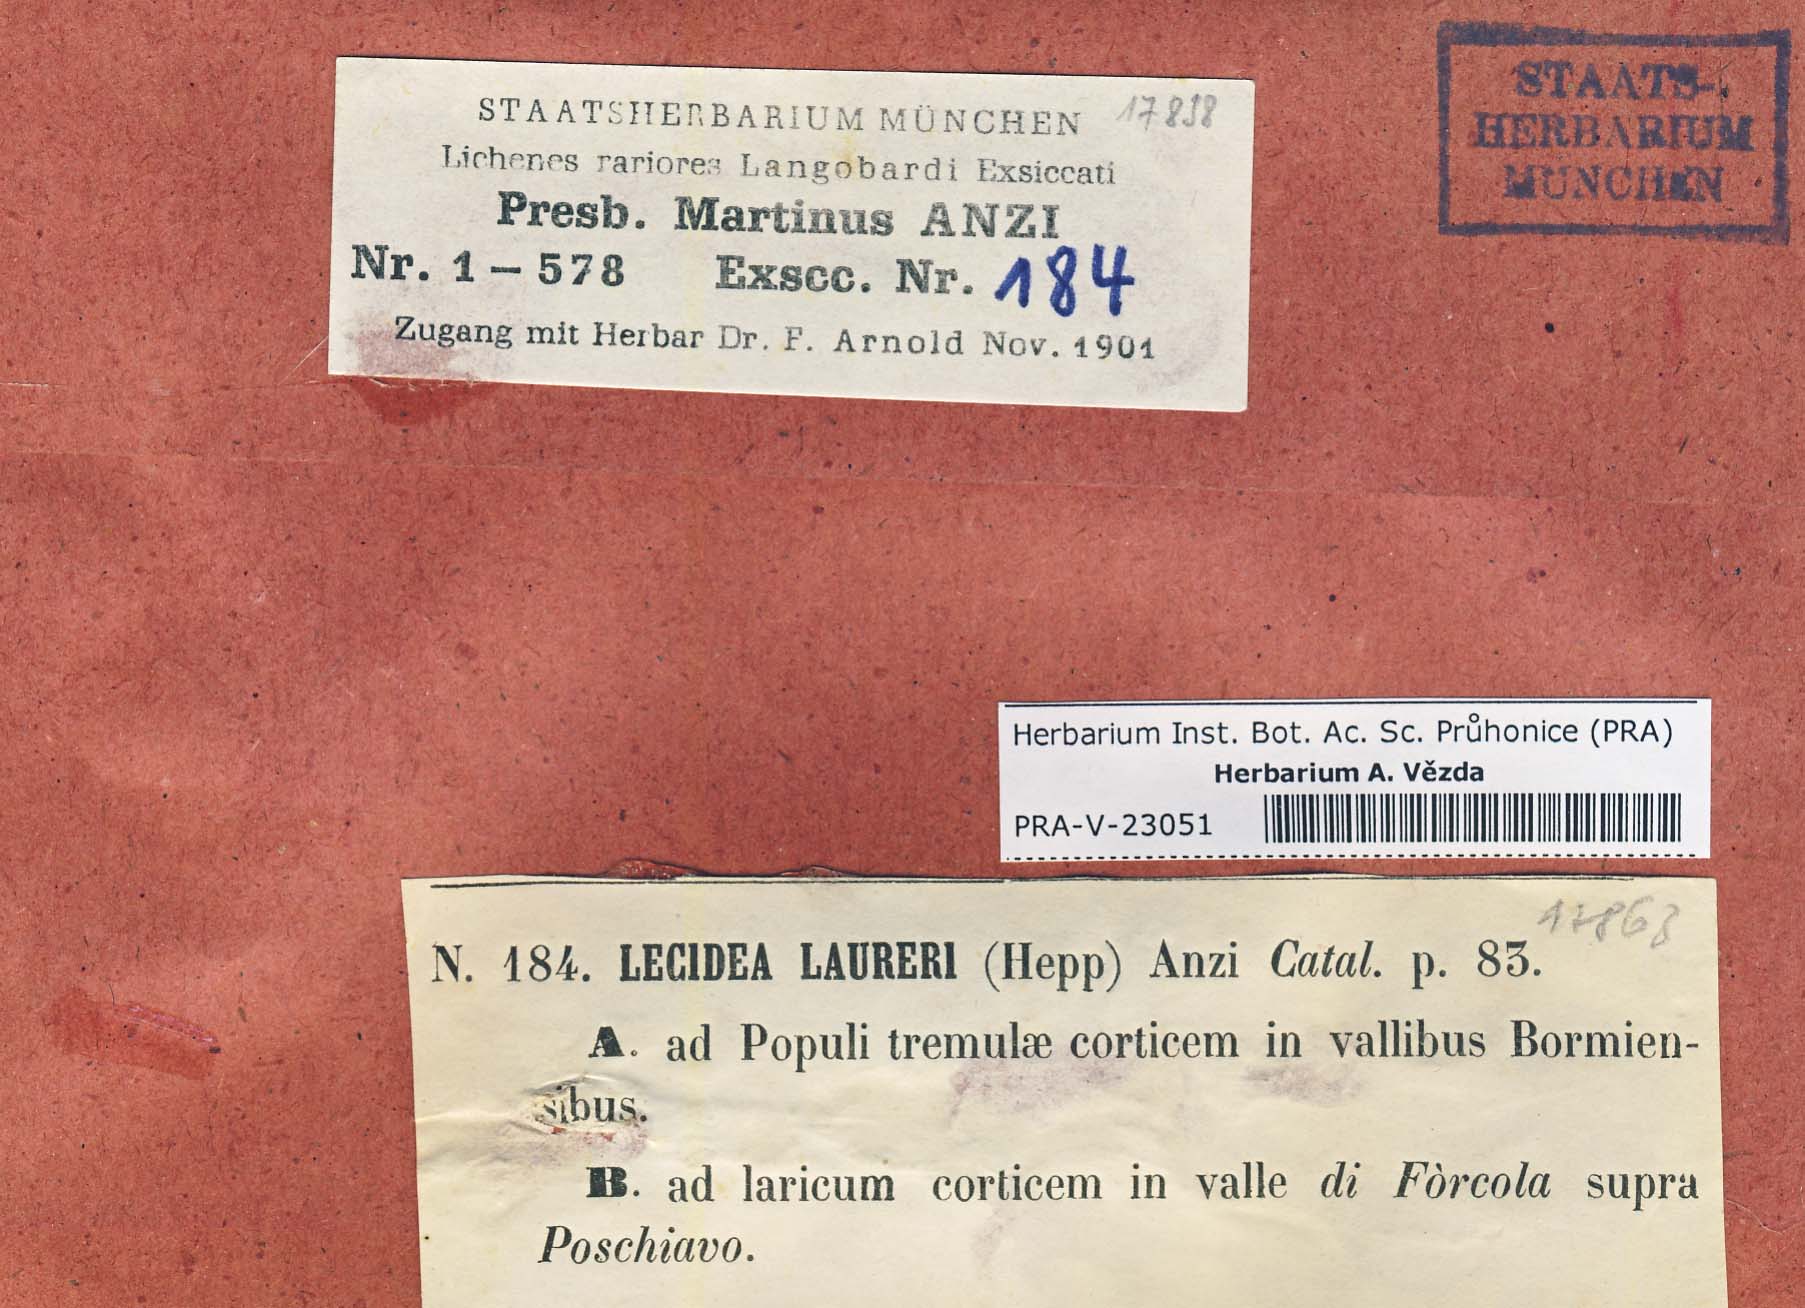 STAATSHERBARIUM MÜNCHEN 17838
Lichenes rariores Langobardi Exsiccati
Presb. Martinus ANZI
Nr. 1 – 578 Exscc. Nr. 184
Zugang mit Herbar Dr. F. Arnold Nov. 1901
STAATS-
HERBARIUM
MÜNCHEN
Herbarium Inst. Bot. Ac. Sc. Průhonice (PRA)
Herbarium A. Vězda
PRA-V-23051
17863
N. 184. LECIDEA LAURERI (Hepp) Anzi Catal. p. 83.
A. ad Populi tremulæ corticem in vallibus Bormien-
sibus.
B. ad laricum corticem in valle di Fòrcola supra
Poschiavo.